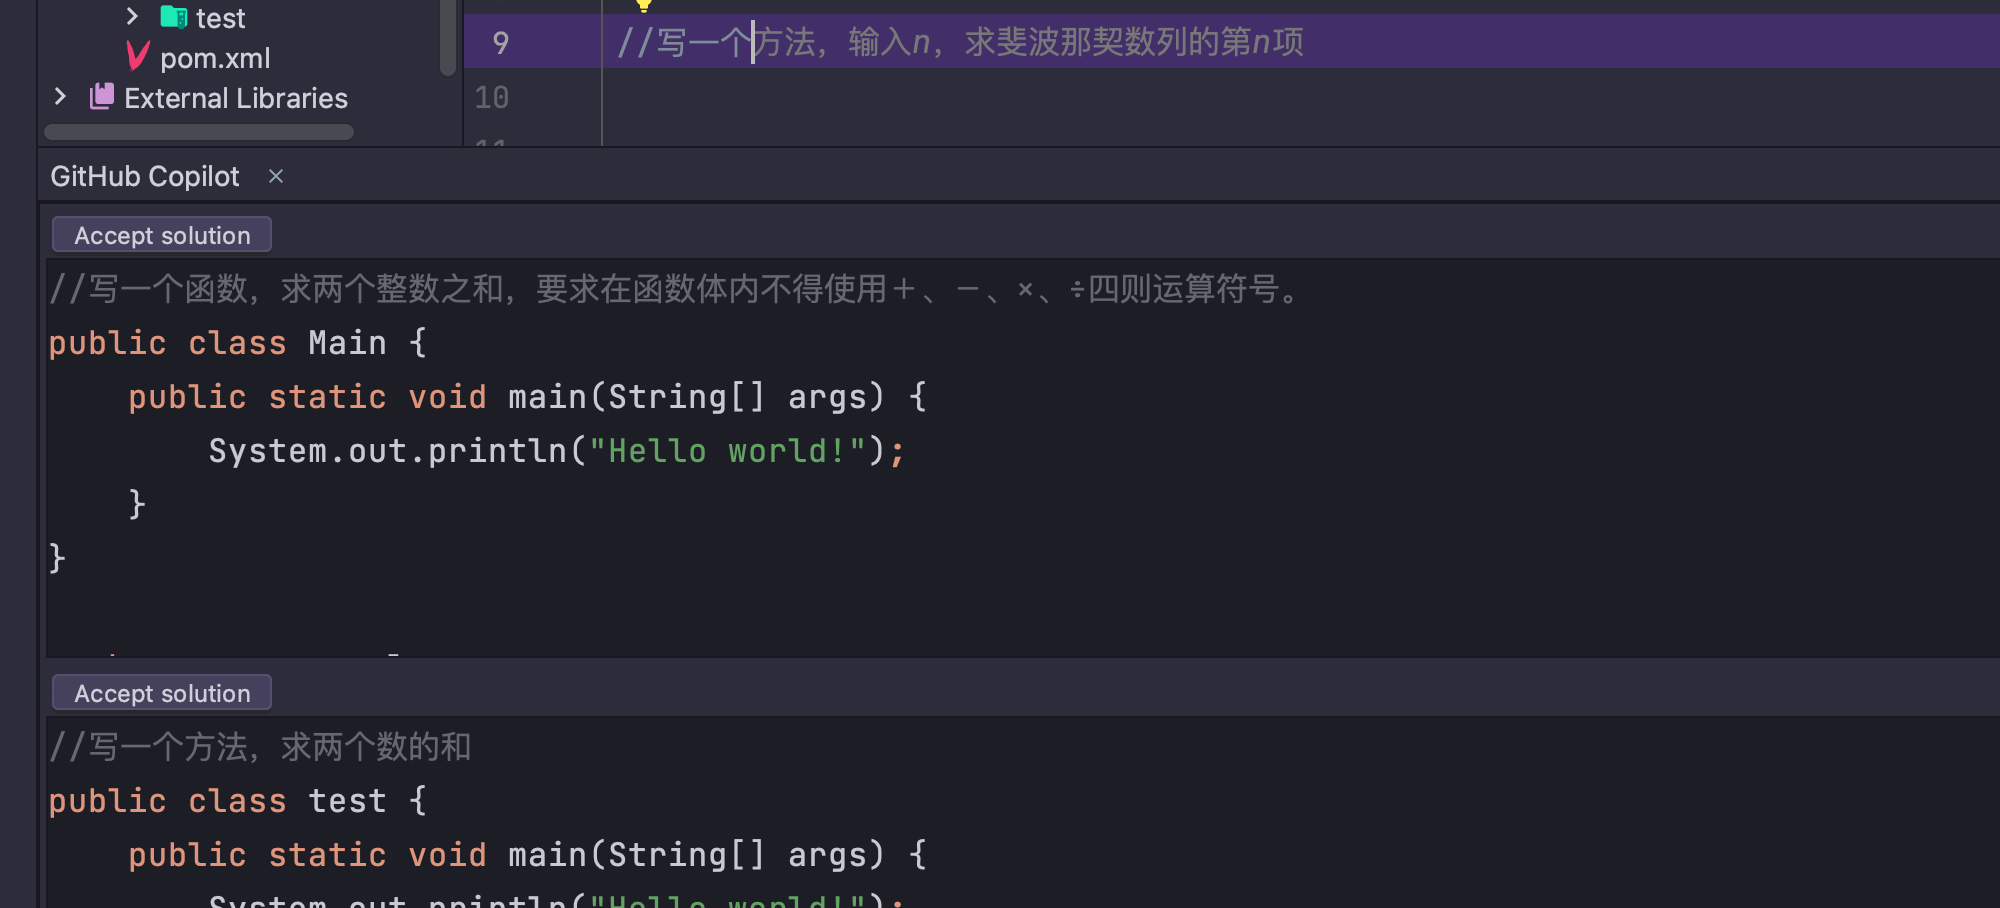 test
pom.xml
External Libraries
9 //写一个方法，输入n，求斐波那契数列的第n项
10
GitHub Copilot ×
Accept solution
//写一个函数，求两个整数之和，要求在函数体内不得使用＋、－、×、÷四则运算符号。
public class Main {
public static void main(String[] args) {
System.out.println("Hello world!");
}
}
Accept solution
//写一个方法，求两个数的和
public class test {
public static void main(String[] args) {
System.out.println("Hello world!");